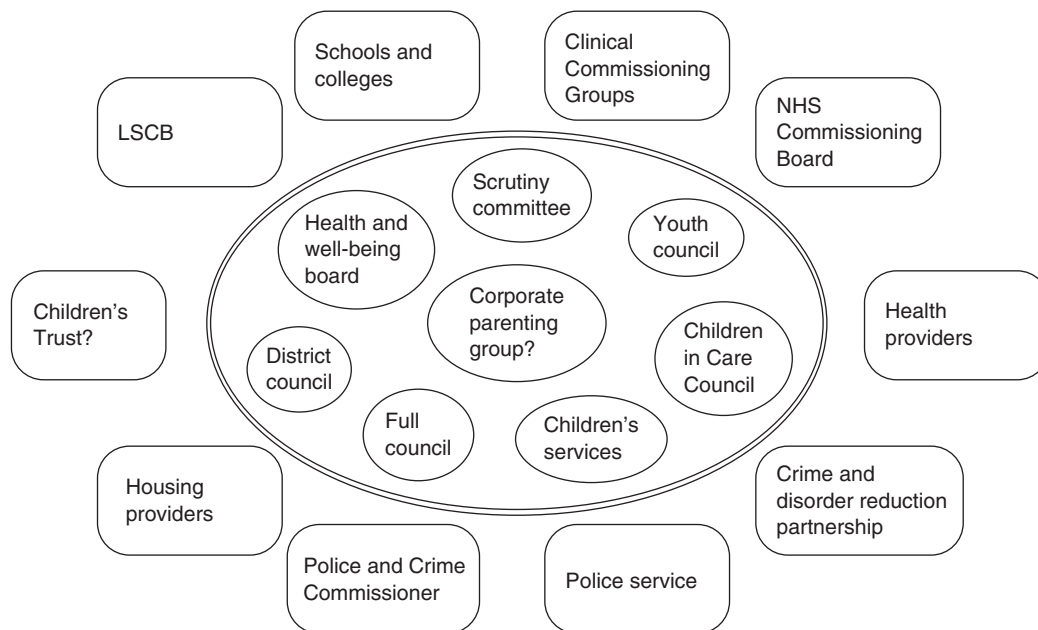 Schools and
colleges
Clinical
Commissioning
Groups
LSCB
NHS
Commissioning
Board
Scrutiny
committee
Health and
well-being
board
Youth
council
Children's
Trust?
Corporate
parenting
group?
Health
providers
Children
in Care
Council
District
council
Full
council
Children's
services
Housing
providers
Crime and
disorder reduction
partnership
Police and Crime
Commissioner
Police service